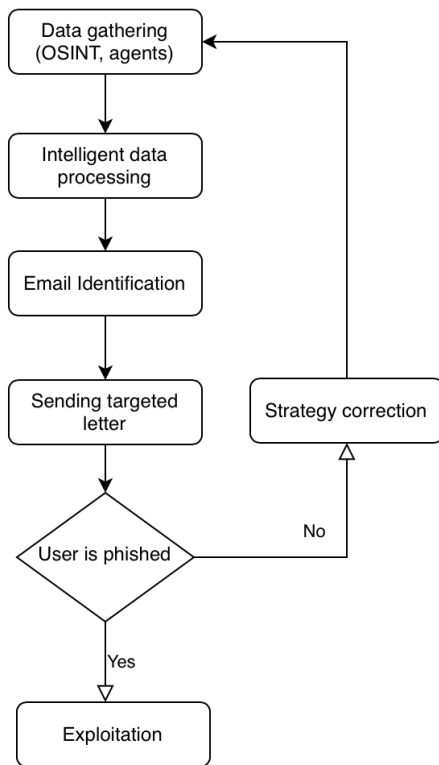 Data gathering
(OSINT, agents)
Intelligent data
processing
Email Identification
Sending targeted
letter
Strategy correction
User is phished
No
Yes
Exploitation